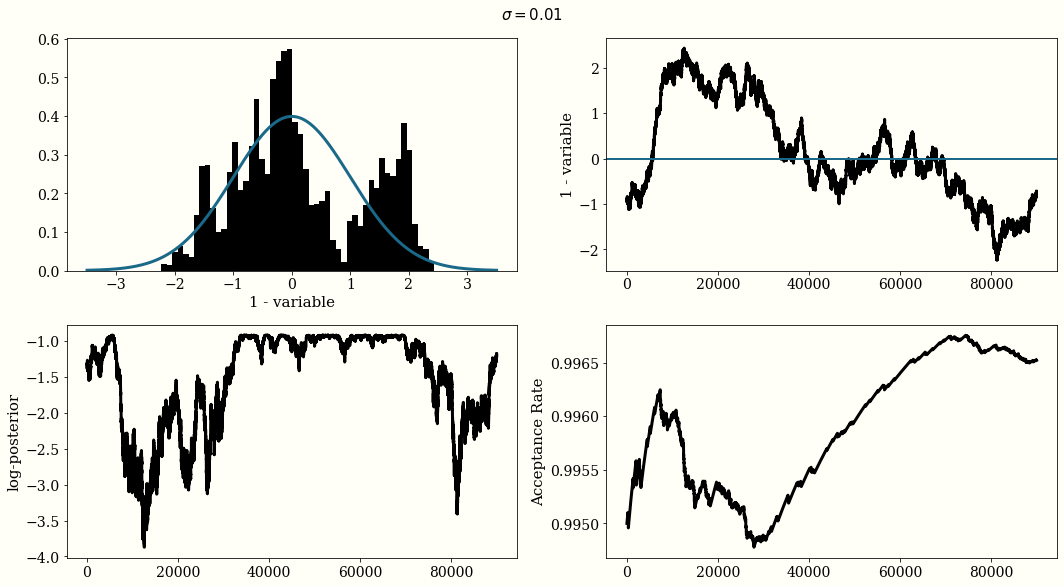 σ = 0.01
0.6
0.5
0.4
0.3
0.2
0.1
0.0
−3 −2 −1 0 1 2 3
1 - variable
1 - variable
2
1
0
−1
−2
0 20000 40000 60000 80000
log-posterior
−1.0
−1.5
−2.0
−2.5
−3.0
−3.5
−4.0
0 20000 40000 60000 80000
Acceptance Rate
0.9965
0.9960
0.9955
0.9950
0 20000 40000 60000 80000